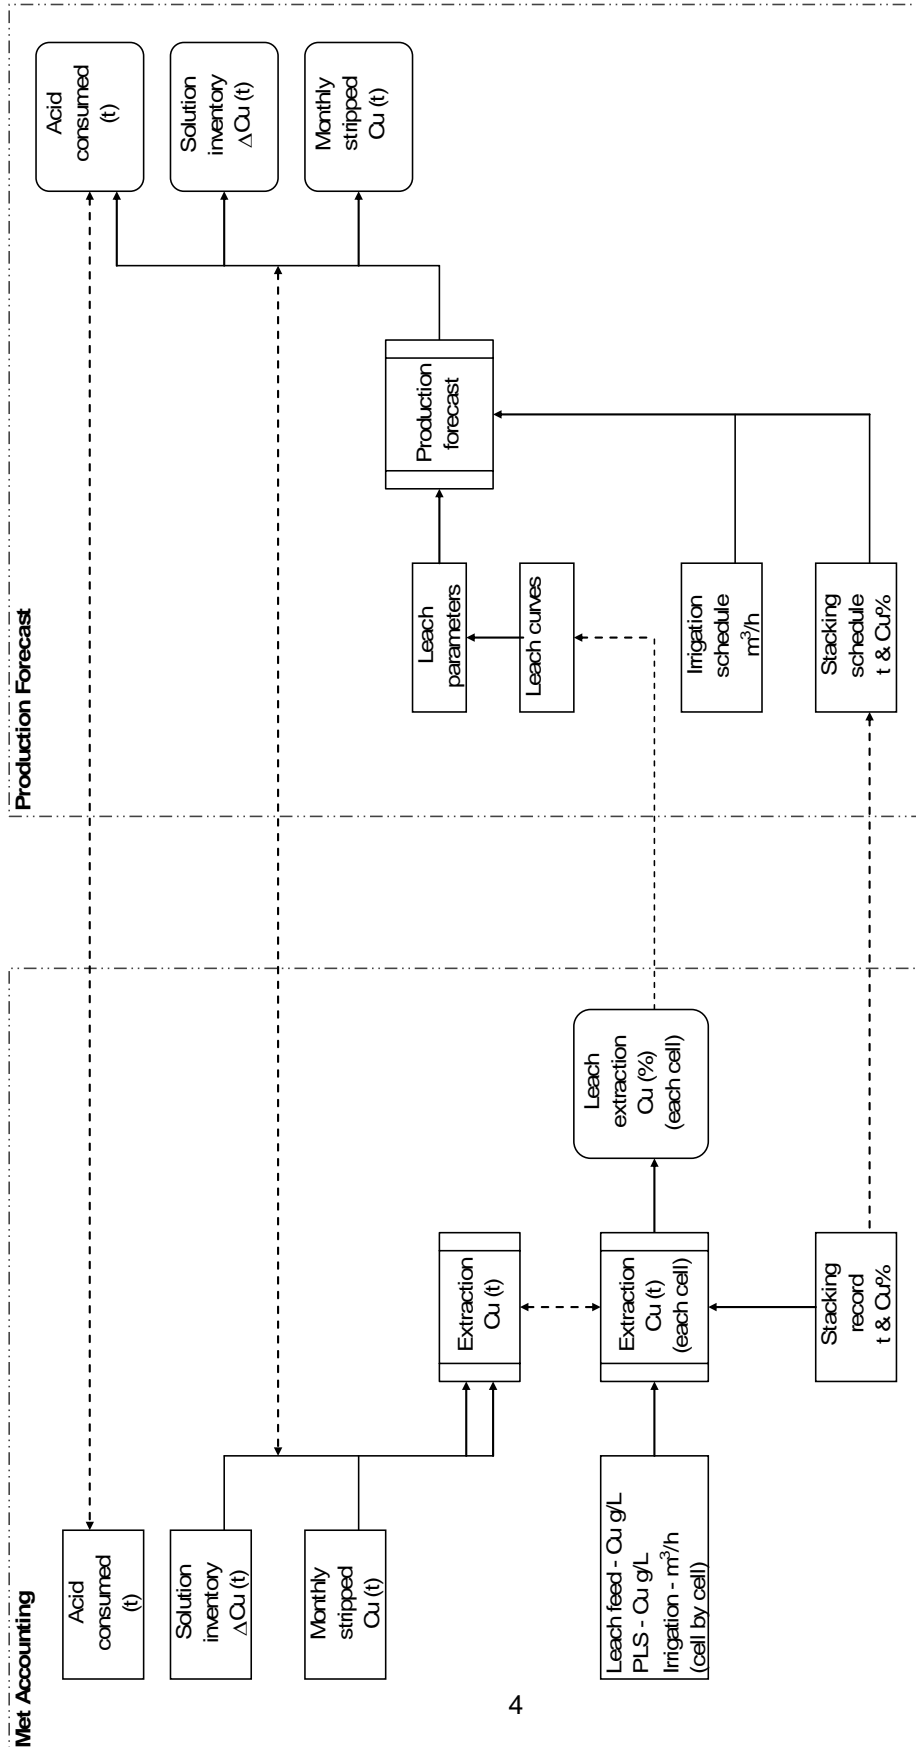 Met Accounting
Acid
consumed
(t)
Solution
inventory
ΔCu (t)
Monthly
stripped
Cu (t)
Leach feed - Cu g/L
PLS - Cu g/L
Irrigation - m³/h
(cell by cell)
Extraction
Cu (t)
Extraction
Cu (t)
(each cell)
Stacking
record
t & Cu%
Leach
extraction
Cu (%)
(each cell)
Production Forecast
Leach
parameters
Leach curves
Irrigation
schedule
m³/h
Stacking
schedule
t & Cu%
Production
forecast
Acid
consumed
(t)
Solution
inventory
ΔCu (t)
Monthly
stripped
Cu (t)
4